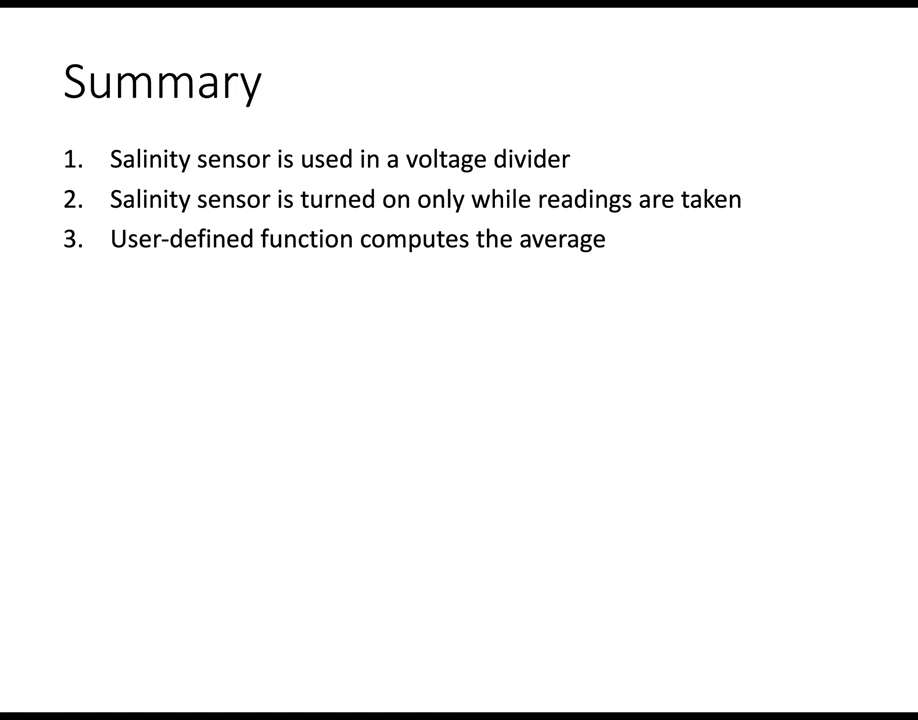 Summary
1. Salinity sensor is used in a voltage divider
2. Salinity sensor is turned on only while readings are taken
3. User-defined function computes the average